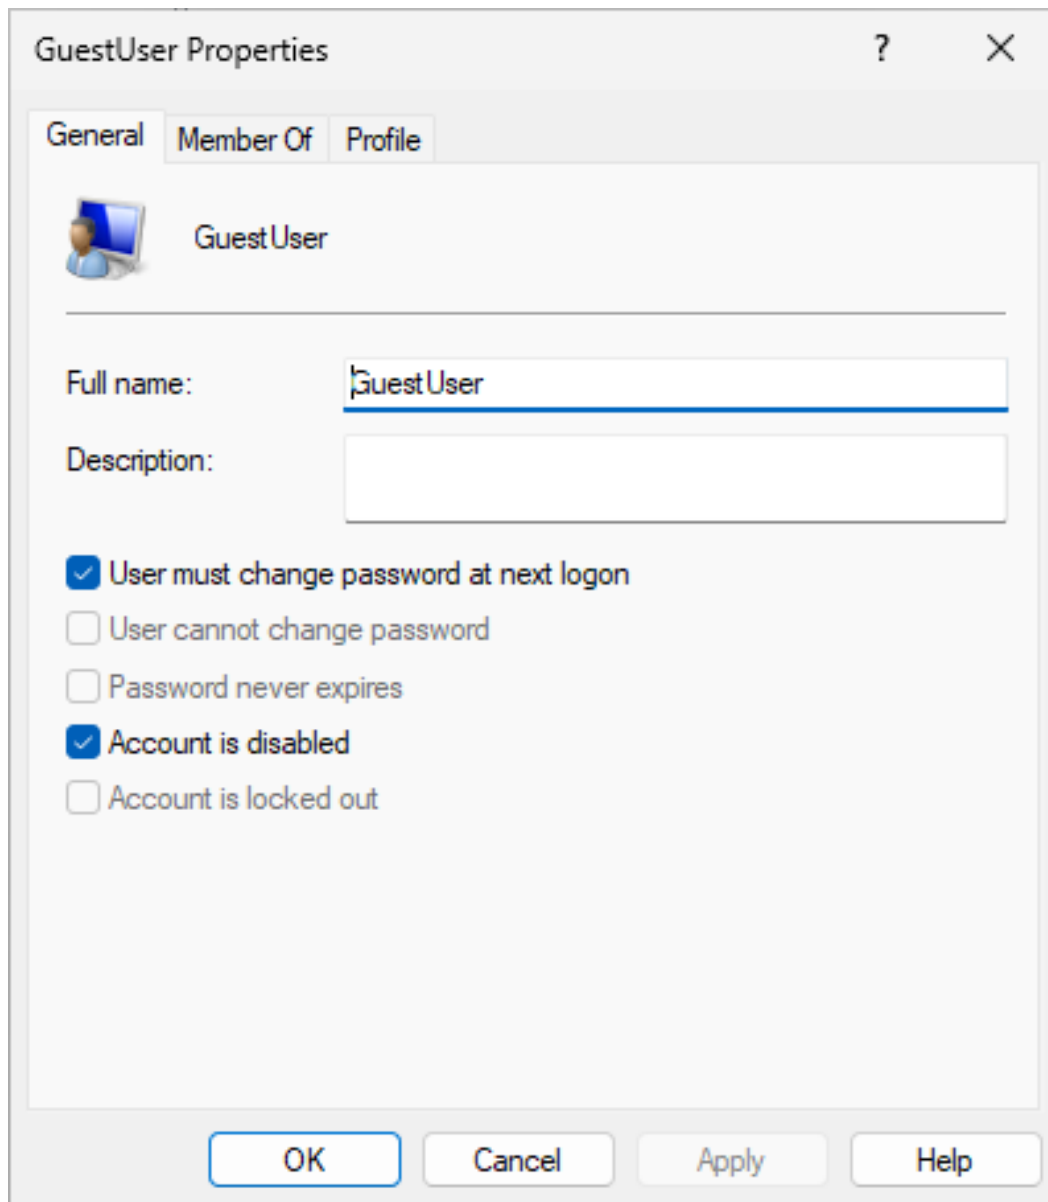 GuestUser Properties ?
General Member Of Profile
GuestUser
Full name: GuestUser
Description:
User must change password at next logon
User cannot change password
Password never expires
Account is disabled
Account is locked out
OK Cancel Apply Help